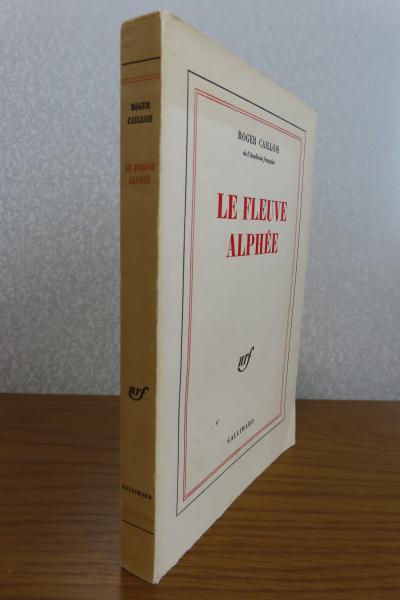 ROGER
CAILLOIS
LE FLEUVE
ALPHÉE
nrf
GALLIMARD
ROGER CAILLOIS
de l'Académie française
LE FLEUVE
ALPHÉE
nrf
GALLIMARD